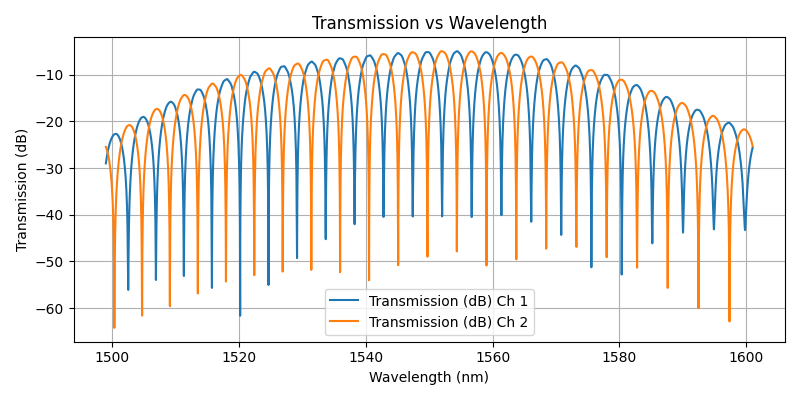 Transmission vs Wavelength
Transmission (dB)
−10
−20
−30
−40
−50
−60
Transmission (dB) Ch 1
Transmission (dB) Ch 2
1500
1520
1540
1560
1580
1600
Wavelength (nm)